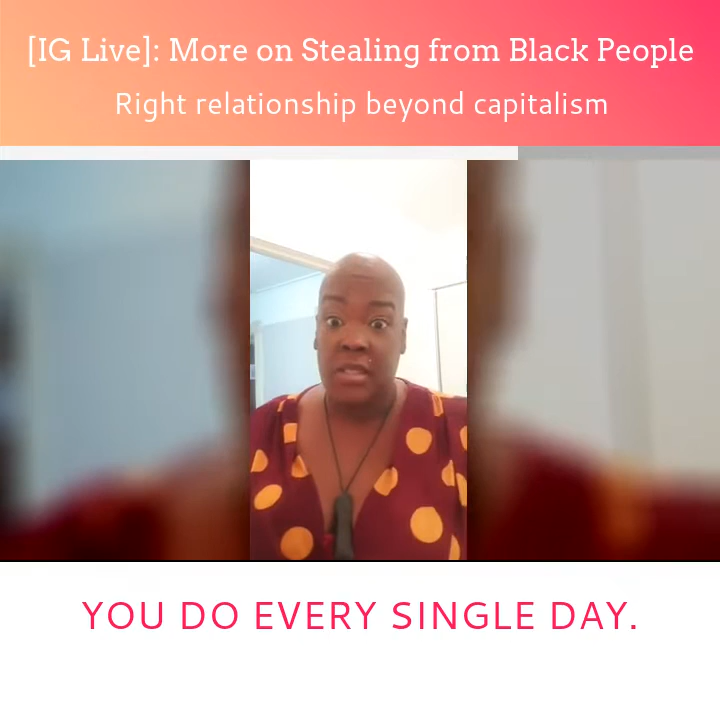 [IG Live]: More on Stealing from Black People
Right relationship beyond capitalism
YOU DO EVERY SINGLE DAY.